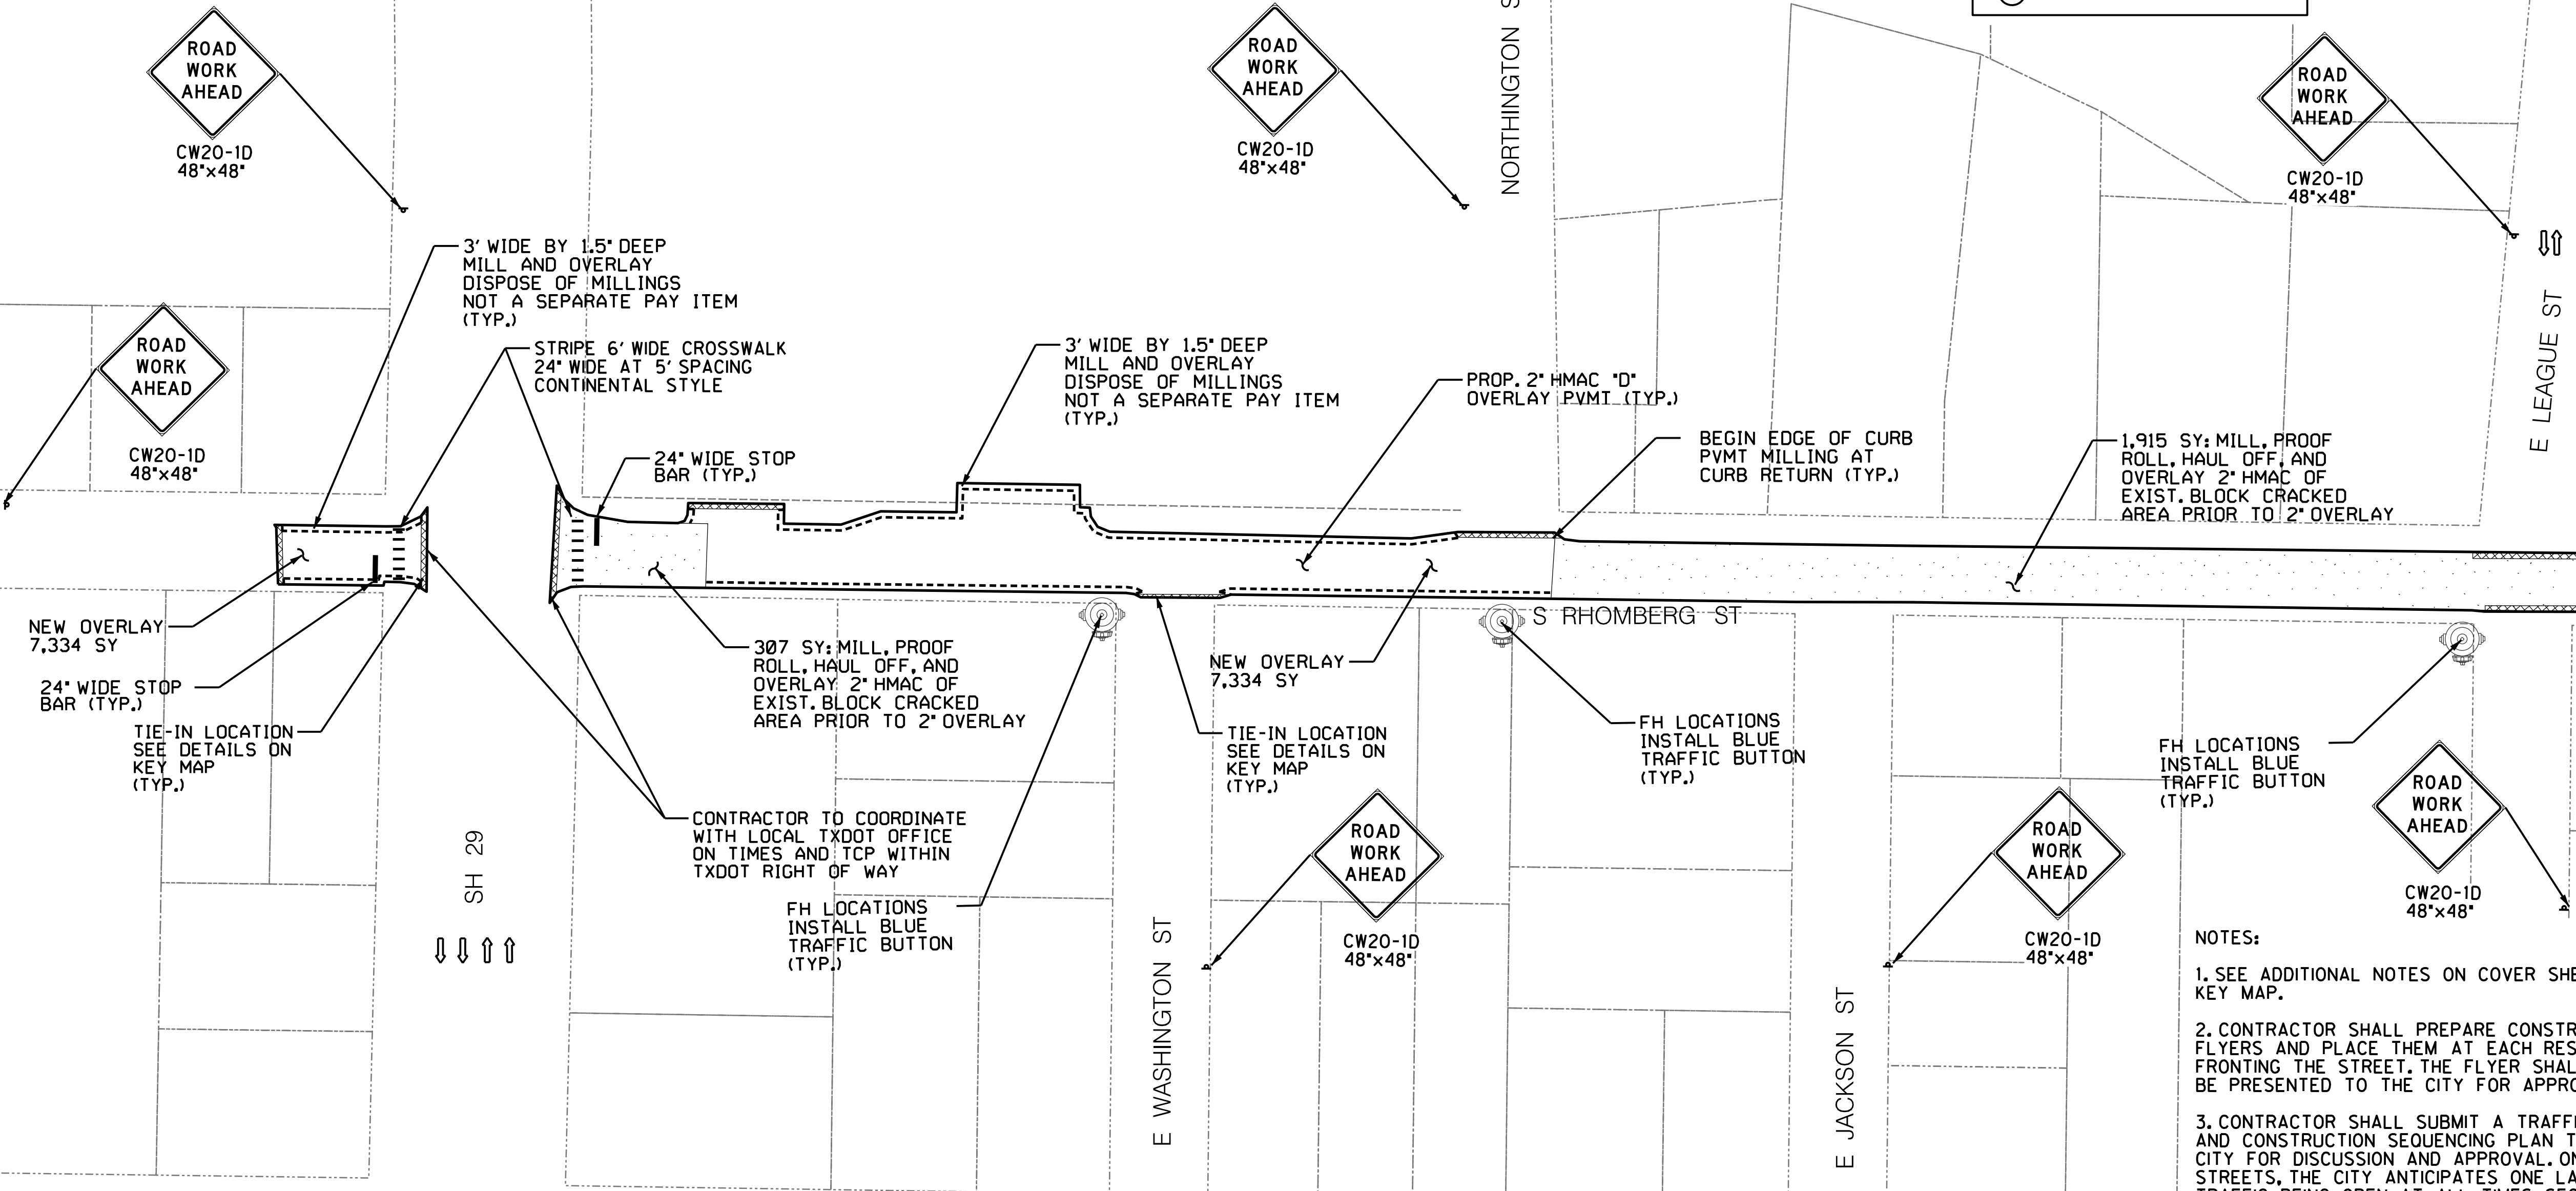 ROAD
WORK
AHEAD
CW20-1D
48"x48"
ROAD
WORK
AHEAD
CW20-1D
48"x48"
NORTHINGTON
ROAD
WORK
AHEAD
CW20-1D
48"x48"
E LEAGUE ST
3' WIDE BY 1.5" DEEP
MILL AND OVERLAY
DISPOSE OF MILLINGS
NOT A SEPARATE PAY ITEM
(TYP.)
ROAD
WORK
AHEAD
CW20-1D
48"x48"
STRIPE 6' WIDE CROSSWALK
24" WIDE AT 5' SPACING
CONTINENTAL STYLE
24" WIDE STOP
BAR (TYP.)
3' WIDE BY 1.5" DEEP
MILL AND OVERLAY
DISPOSE OF MILLINGS
NOT A SEPARATE PAY ITEM
(TYP.)
PROP. 2" HMAC "D"
OVERLAY PVMT (TYP.)
BEGIN EDGE OF CURB
PVMT MILLING AT
CURB RETURN (TYP.)
1,915 SY: MILL, PROOF
ROLL, HAUL OFF, AND
OVERLAY 2" HMAC OF
EXIST. BLOCK CRACKED
AREA PRIOR TO 2" OVERLAY
S RHOMBERG ST
NEW OVERLAY
7,334 SY
24" WIDE STOP
BAR (TYP.)
TIE-IN LOCATION
SEE DETAILS ON
KEY MAP
(TYP.)
307 SY: MILL, PROOF
ROLL, HAUL OFF, AND
OVERLAY 2" HMAC OF
EXIST. BLOCK CRACKED
AREA PRIOR TO 2" OVERLAY
NEW OVERLAY
7,334 SY
TIE-IN LOCATION
SEE DETAILS ON
KEY MAP
(TYP.)
FH LOCATIONS
INSTALL BLUE
TRAFFIC BUTTON
(TYP.)
FH LOCATIONS
INSTALL BLUE
TRAFFIC BUTTON
(TYP.)
SH 29
CONTRACTOR TO COORDINATE
WITH LOCAL TXDOT OFFICE
ON TIMES AND TCP WITHIN
TXDOT RIGHT OF WAY
FH LOCATIONS
INSTALL BLUE
TRAFFIC BUTTON
(TYP.)
E WASHINGTON ST
ROAD
WORK
AHEAD
CW20-1D
48"x48"
E JACKSON ST
ROAD
WORK
AHEAD
CW20-1D
48"x48"
ROAD
WORK
AHEAD
CW20-1D
48"x48"
NOTES:
1. SEE ADDITIONAL NOTES ON COVER
KEY MAP.
2. CONTRACTOR SHALL PREPARE
FLYERS AND PLACE THEM AT EACH
FRONTING THE STREET. THE FLYER
BE PRESENTED TO THE CITY FOR
3. CONTRACTOR SHALL SUBMIT A
AND CONSTRUCTION SEQUENCING PLAN
CITY FOR DISCUSSION AND APPROVAL.
STREETS, THE CITY ANTICIPATES ONE